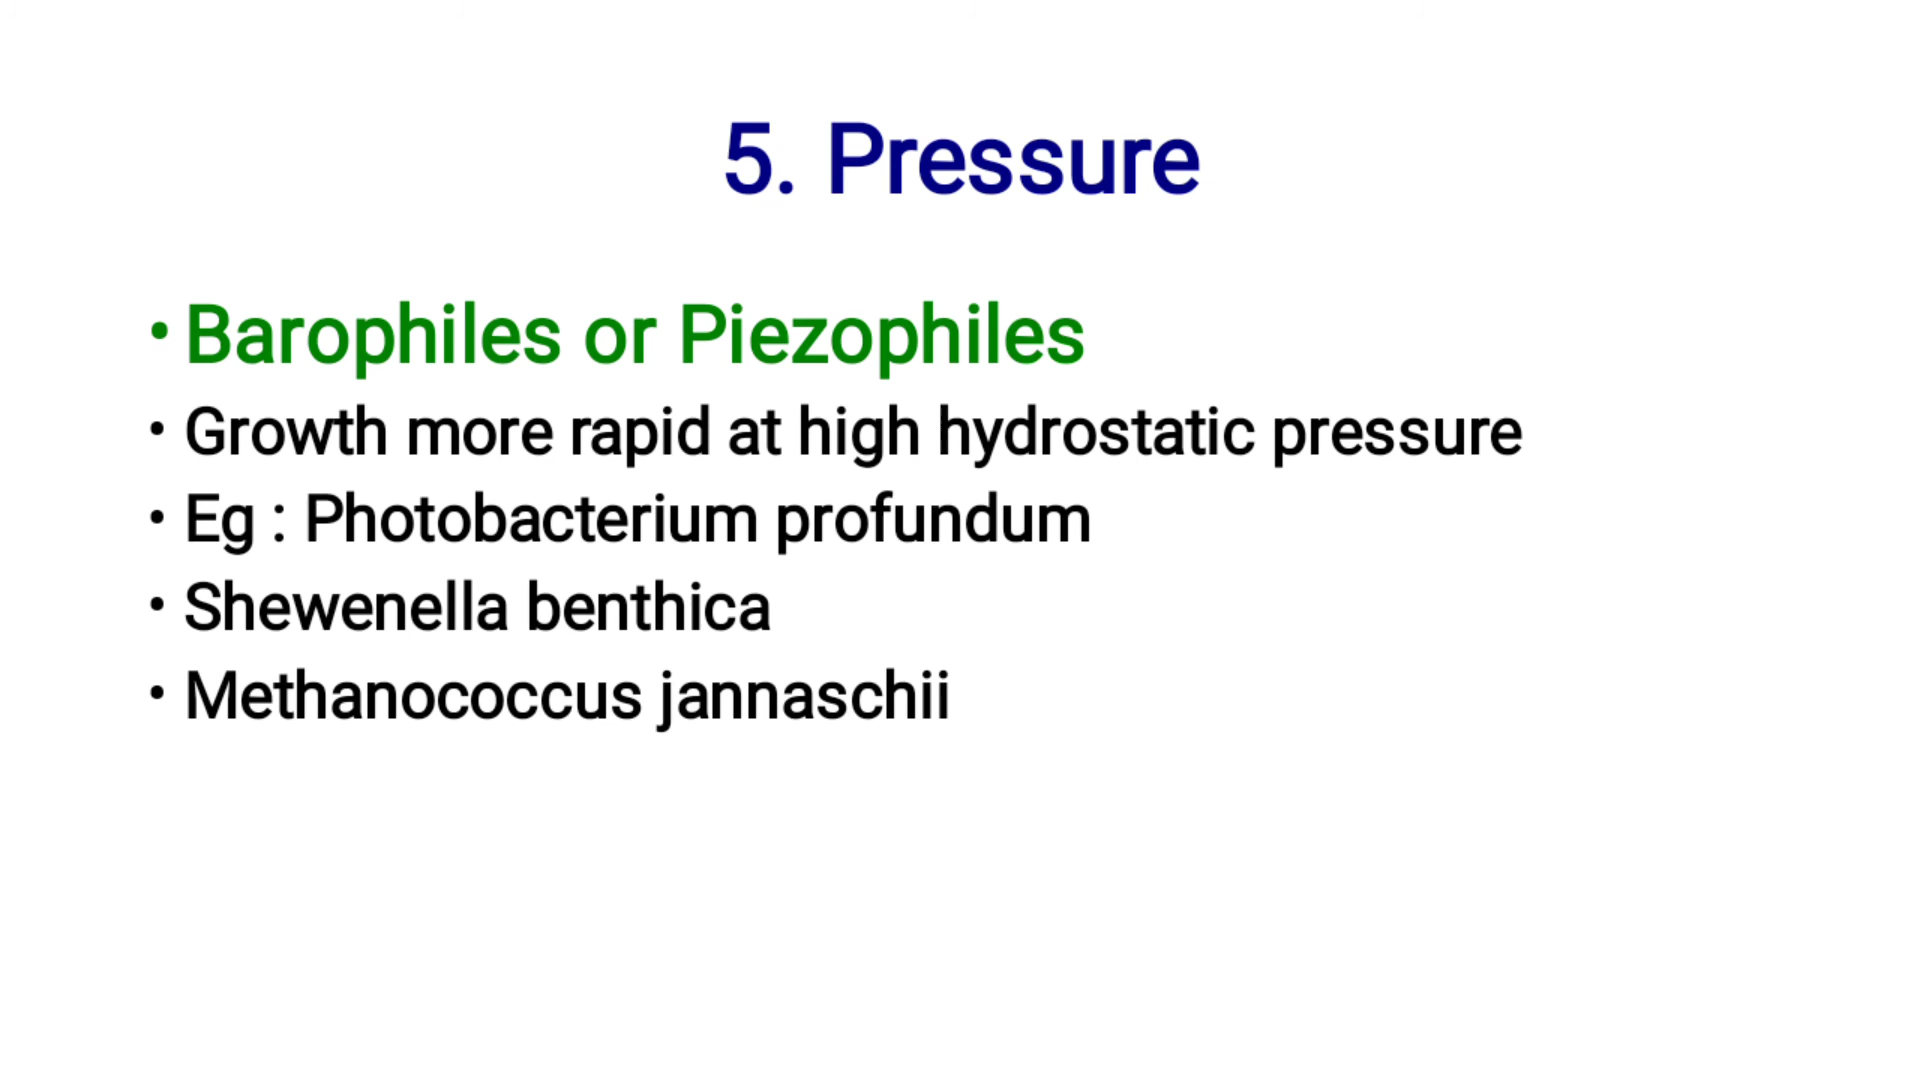 5. Pressure
• Barophiles or Piezophiles
• Growth more rapid at high hydrostatic pressure
• Eg : Photobacterium profundum
• Shewenella benthica
• Methanococcus jannaschii